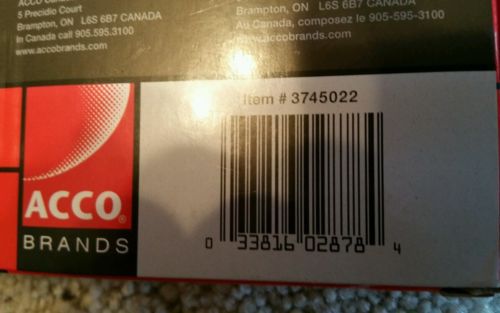 5 Precidio Court
Brampton, ON L6S 6B7 CANADA
In Canada call 905.595.3100
www.accobrands.com
Brampton, ON L6S 6B7 CANADA
Au Canada, composez le 905-595-3100
www.accobrands.com
Item # 3745022
ACCO®
BRANDS
0 33816 02878 4